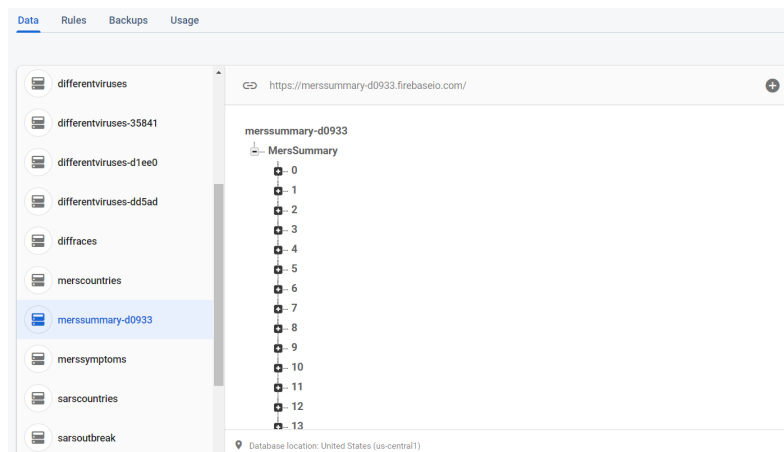 Data Rules Backups Usage
differentviruses
differentviruses-35841
differentviruses-d1ee0
differentviruses-dd5ad
diffraces
merscountries
merssummary-d0933
merssymptoms
sarscountries
sarsoutbreak
https://merssummary-d0933.firebaseio.com/
merssummary-d0933
MersSummary
0
1
2
3
4
5
6
7
8
9
10
11
12
13
Database location: United States (us-central1)